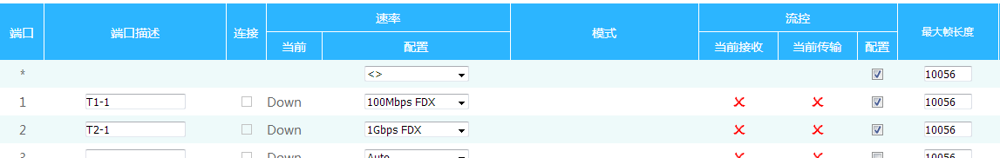 端口 端口描述 连接 速率 模式 流控 最大帧长度
当前 配置 当前接收 当前传输 配置
* <> 10056
1 T1-1 Down 100Mbps FDX 10056
2 T2-1 Down 1Gbps FDX 10056
3 Down Auto 10056